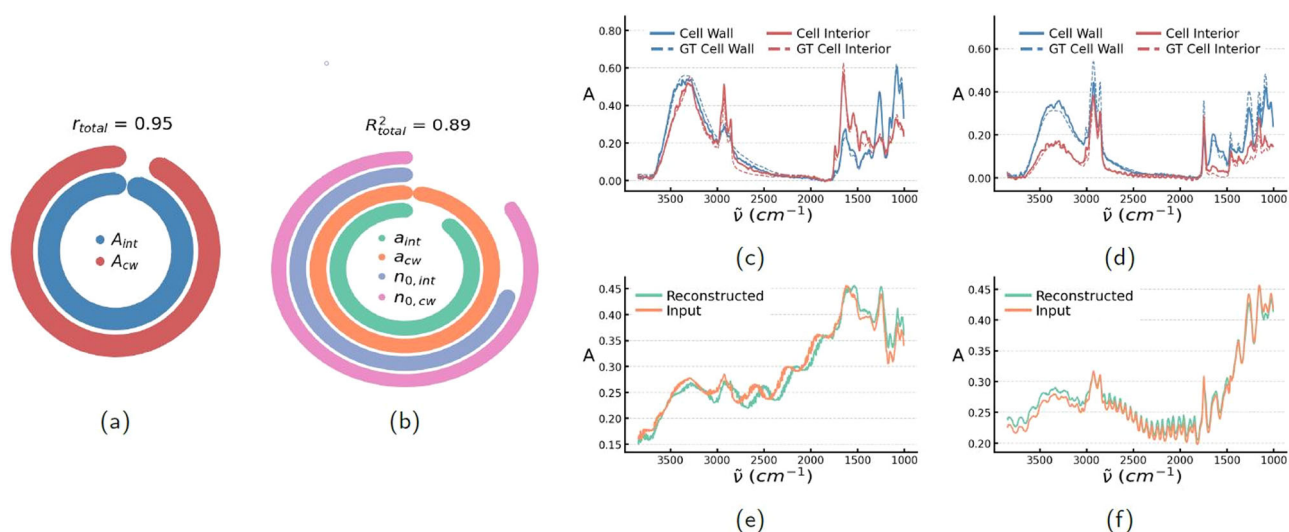 r_total = 0.95
A_int
A_cw
(a)
R²_total = 0.89
a_int
a_cw
n_0,int
n_0,cw
(b)
0.80
Cell Wall
Cell Interior
GT Cell Wall
GT Cell Interior
0.60
A
0.40
0.20
0.00
3500 3000 2500 2000 1500 1000
ṽ (cm⁻¹)
(c)
0.60
Cell Wall
Cell Interior
GT Cell Wall
GT Cell Interior
A
0.40
0.20
0.00
3500 3000 2500 2000 1500 1000
ṽ (cm⁻¹)
(d)
0.45
Reconstructed
Input
0.40
A
0.35
0.30
0.25
0.20
0.15
3500 3000 2500 2000 1500 1000
ṽ (cm⁻¹)
(e)
0.45
Reconstructed
Input
0.40
A
0.35
0.30
0.25
0.20
3500 3000 2500 2000 1500 1000
ṽ (cm⁻¹)
(f)